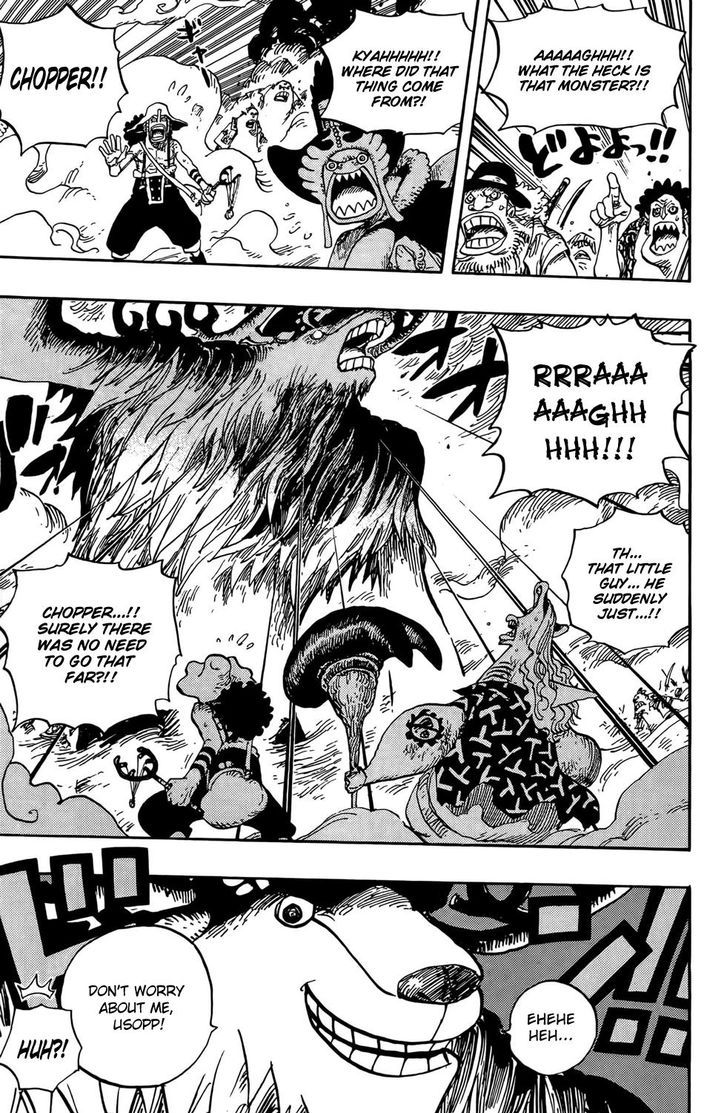 AAAAAGHHH!!
WHAT THE HECK IS
THAT MONSTER?!!
どよよっ!!
KYAHHHHH!!
WHERE DID THAT
THING COME
FROM?!
CHOPPER!!
RRRAAA
AAAGHH
HHH!!!
TH...
THAT LITTLE
GUY... HE
SUDDENLY
JUST...!!
CHOPPER...!!
SURELY THERE
WAS NO NEED
TO GO THAT
FAR?!!
EHEHE
HEH...
DON'T WORRY
ABOUT ME,
USOPP!
HUH?!